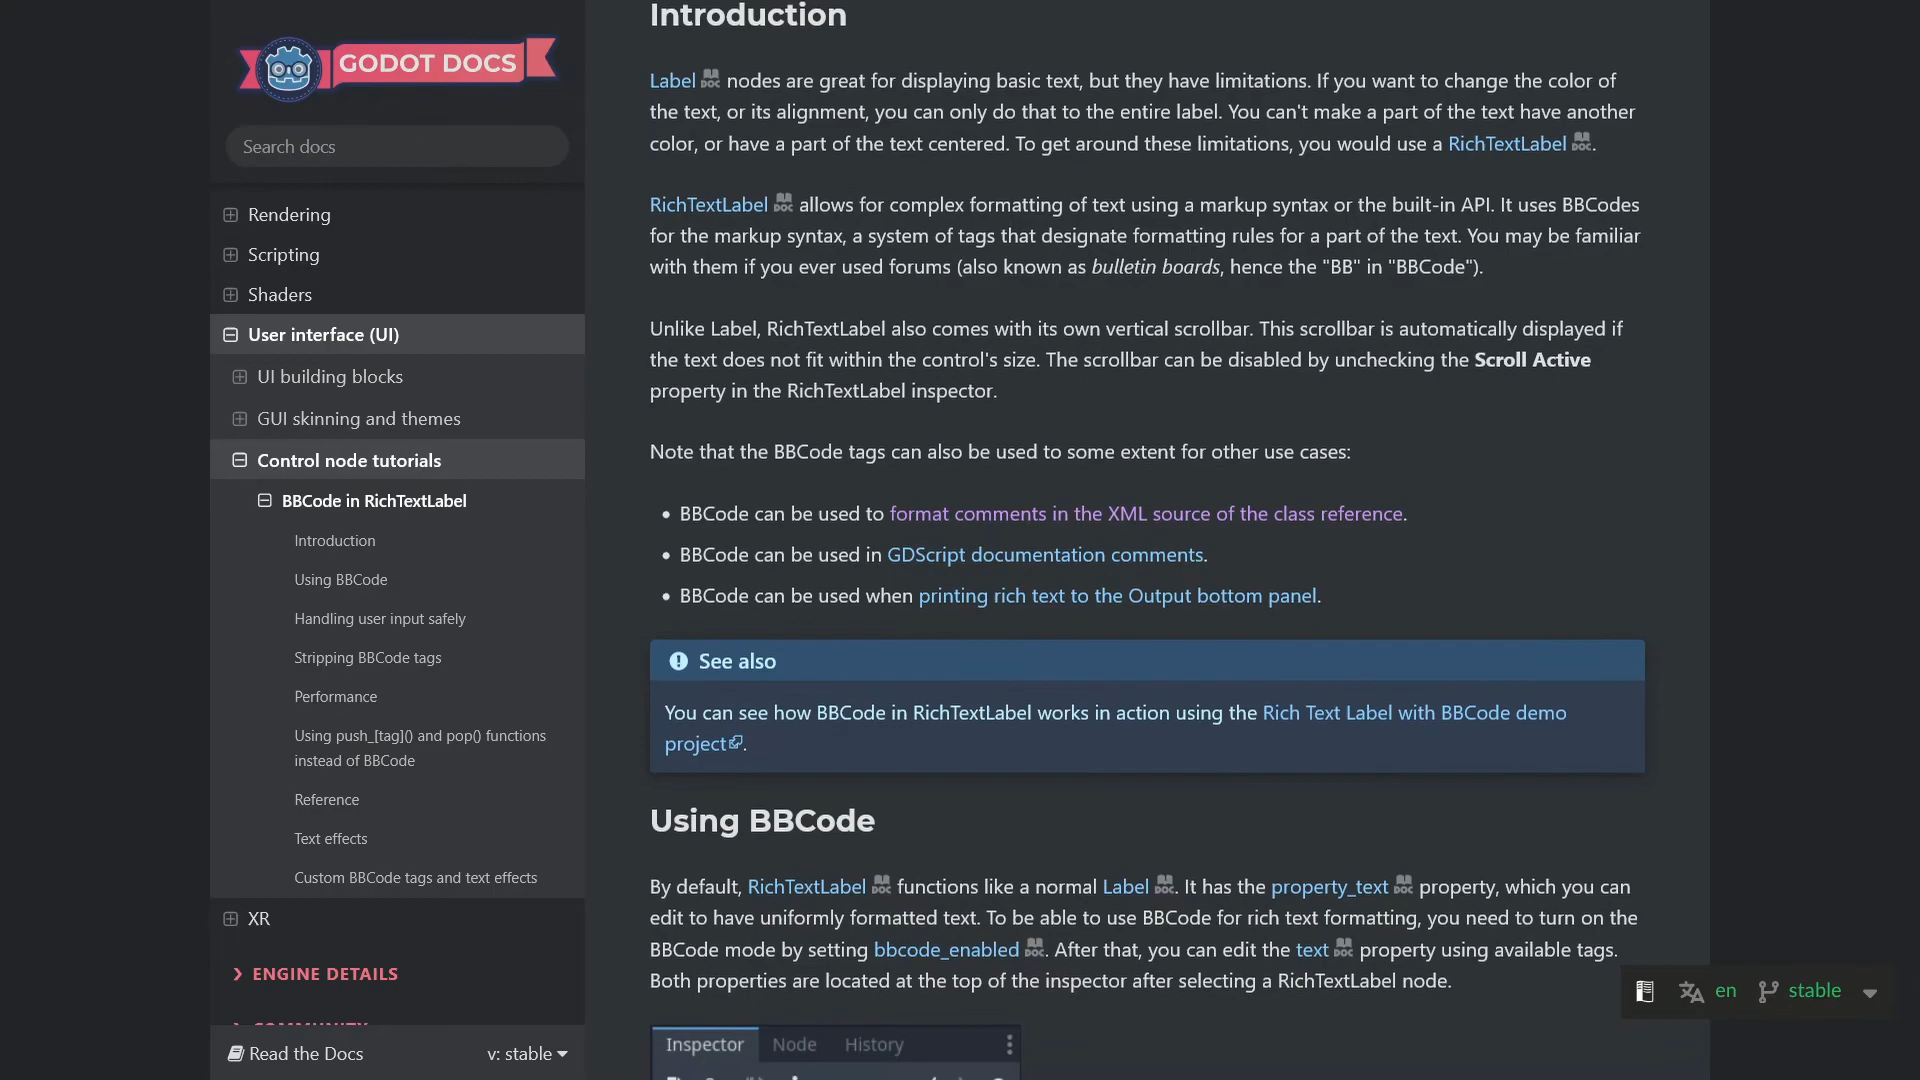 GODOT DOCS
Search docs
Rendering
Scripting
Shaders
User interface (UI)
UI building blocks
GUI skinning and themes
Control node tutorials
BBCode in RichTextLabel
Introduction
Using BBCode
Handling user input safely
Stripping BBCode tags
Performance
Using push_[tag]() and pop() functions
instead of BBCode
Reference
Text effects
Custom BBCode tags and text effects
XR
ENGINE DETAILS
Read the Docs
v: stable
Introduction
Label DOC nodes are great for displaying basic text, but they have limitations. If you want to change the color of
the text, or its alignment, you can only do that to the entire label. You can't make a part of the text have another
color, or have a part of the text centered. To get around these limitations, you would use a RichTextLabel DOC.
RichTextLabel DOC allows for complex formatting of text using a markup syntax or the built-in API. It uses BBCodes
for the markup syntax, a system of tags that designate formatting rules for a part of the text. You may be familiar
with them if you ever used forums (also known as bulletin boards, hence the "BB" in "BBCode").
Unlike Label, RichTextLabel also comes with its own vertical scrollbar. This scrollbar is automatically displayed if
the text does not fit within the control's size. The scrollbar can be disabled by unchecking the Scroll Active
property in the RichTextLabel inspector.
Note that the BBCode tags can also be used to some extent for other use cases:
• BBCode can be used to format comments in the XML source of the class reference.
• BBCode can be used in GDScript documentation comments.
• BBCode can be used when printing rich text to the Output bottom panel.
See also
You can see how BBCode in RichTextLabel works in action using the Rich Text Label with BBCode demo
project.
Using BBCode
By default, RichTextLabel DOC functions like a normal Label DOC. It has the property_text DOC property, which you can
edit to have uniformly formatted text. To be able to use BBCode for rich text formatting, you need to turn on the
BBCode mode by setting bbcode_enabled DOC. After that, you can edit the text DOC property using available tags.
Both properties are located at the top of the inspector after selecting a RichTextLabel node.
Inspector Node History
en stable